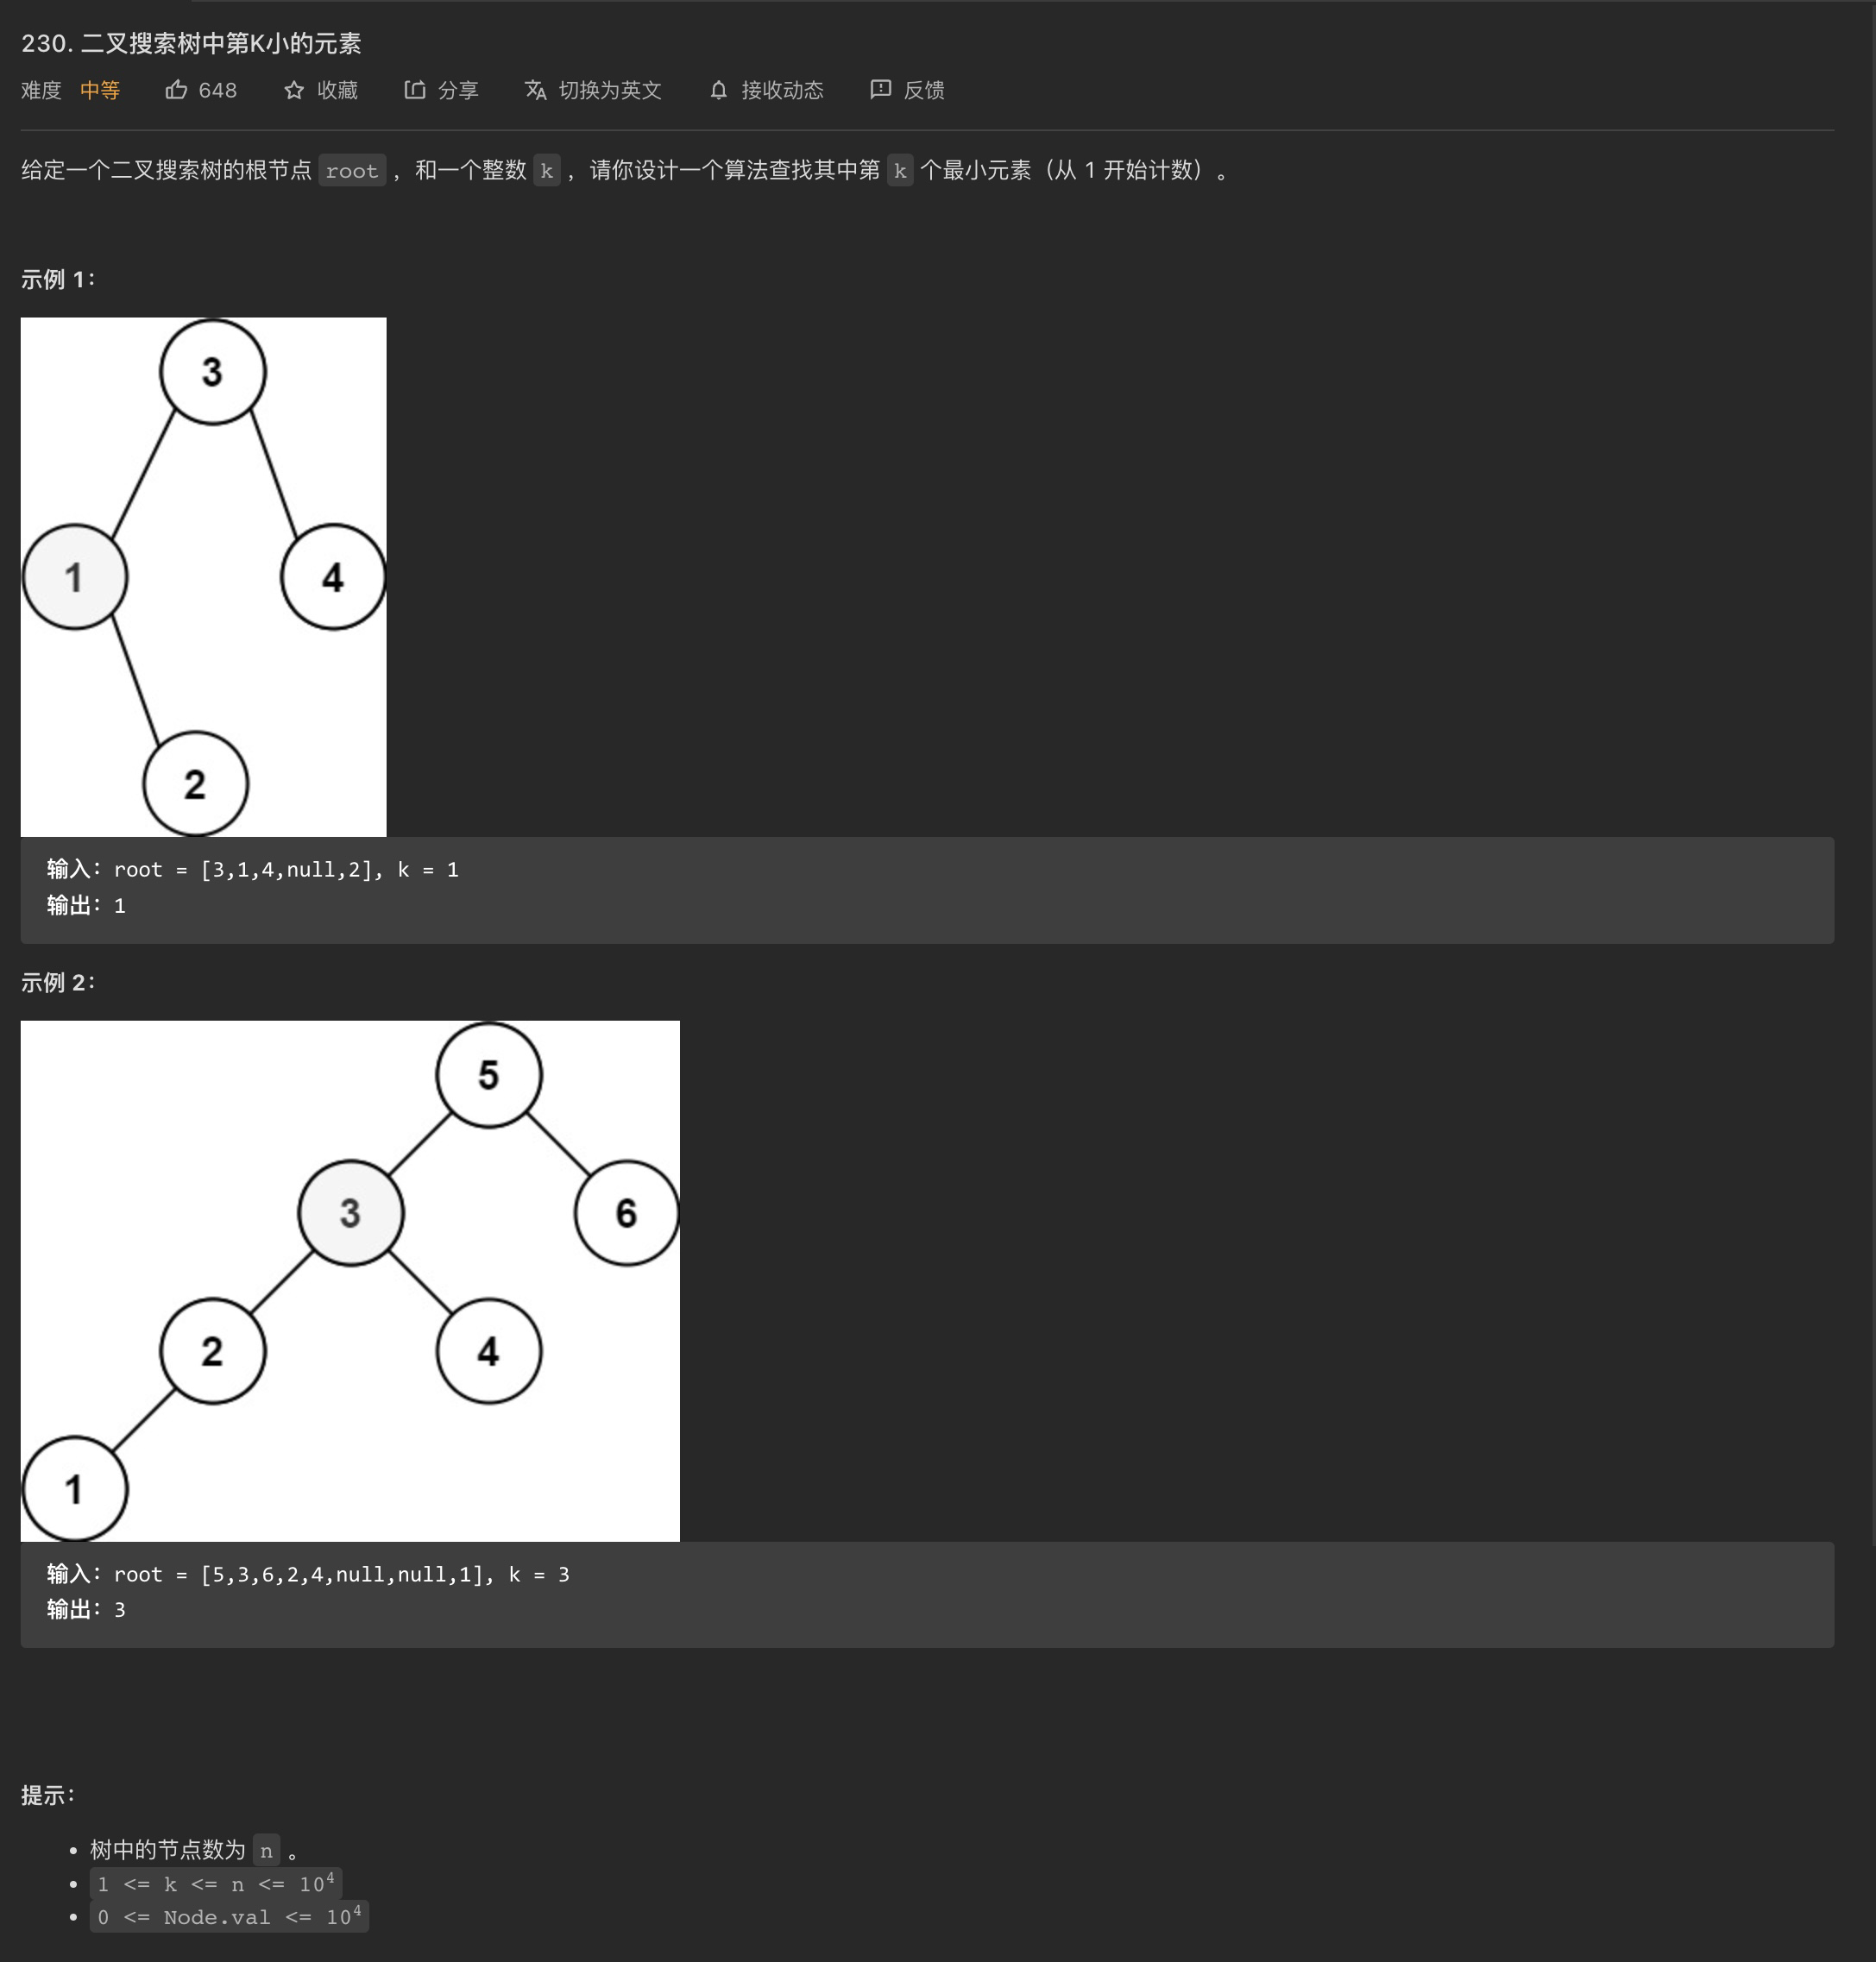 230. 二叉搜索树中第K小的元素
难度 中等 648 收藏 分享 切换为英文 接收动态 反馈
给定一个二叉搜索树的根节点 root ，和一个整数 k ，请你设计一个算法查找其中第 k 个最小元素（从 1 开始计数）。
示例 1：
3
1 4
2
输入：root = [3,1,4,null,2], k = 1
输出：1
示例 2：
5
3 6
2 4
1
输入：root = [5,3,6,2,4,null,null,1], k = 3
输出：3
提示：
• 树中的节点数为 n 。
• 1 <= k <= n <= 10⁴
• 0 <= Node.val <= 10⁴